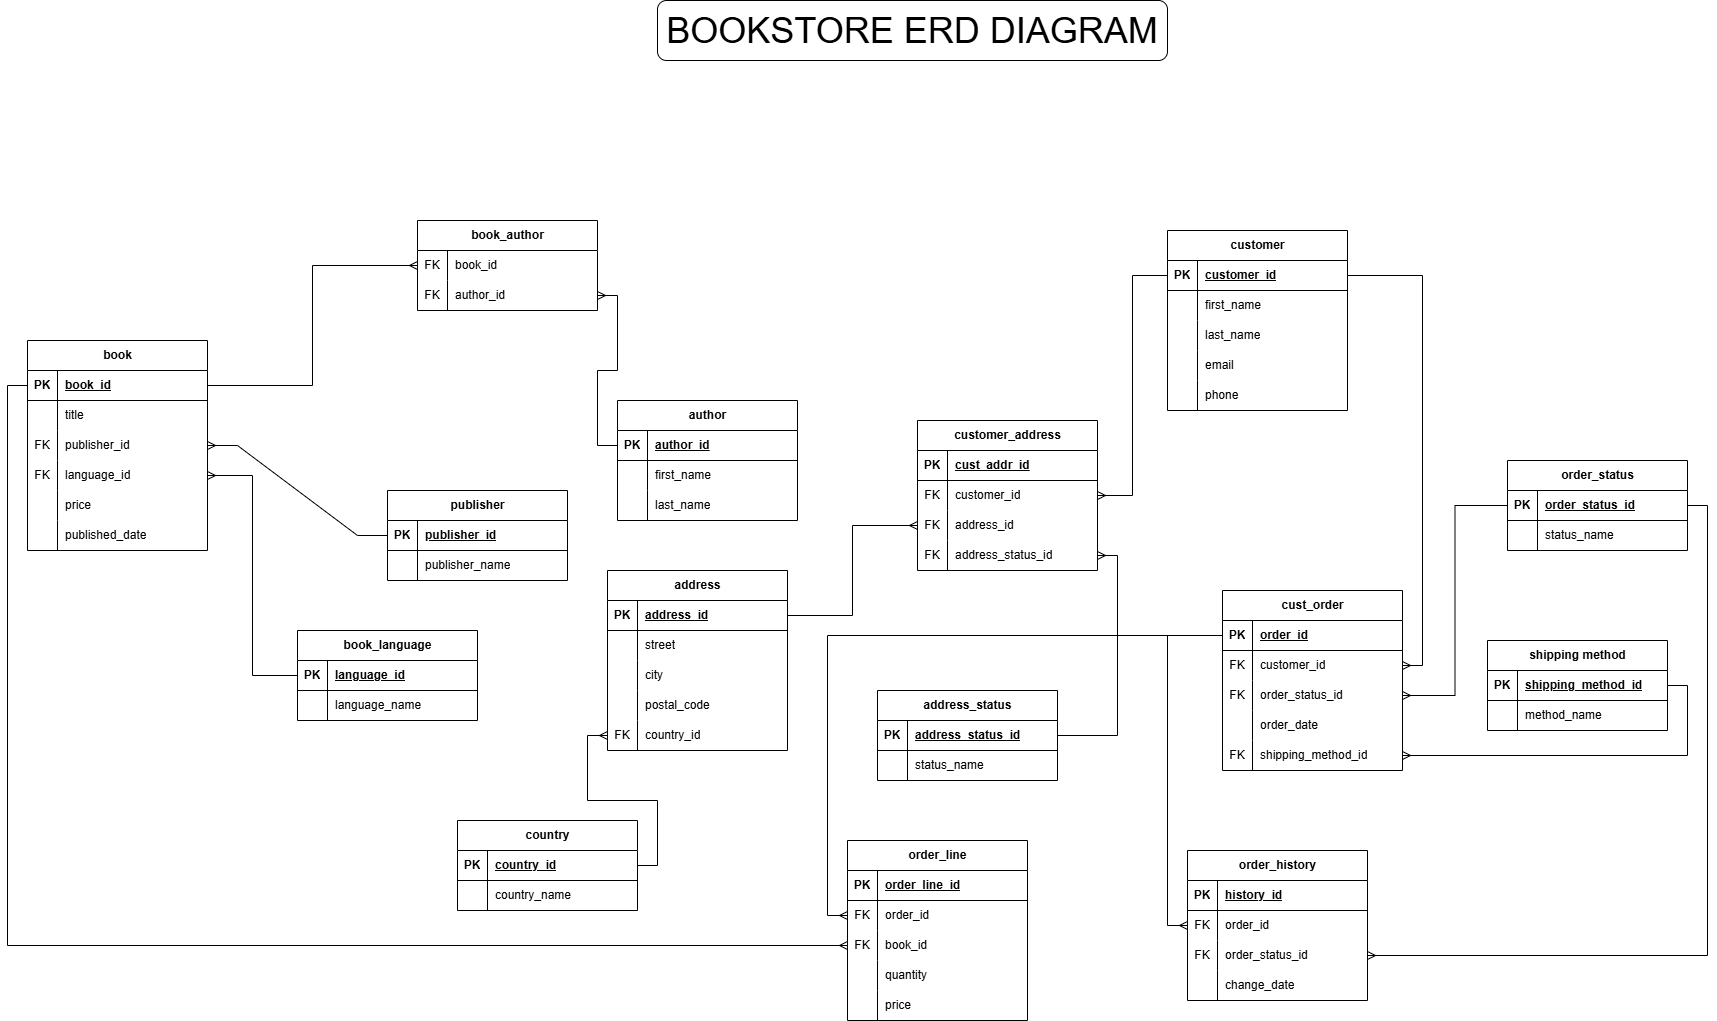 BOOKSTORE ERD DIAGRAM
book_author
FK book_id
FK author_id
book
PK book_id
title
FK publisher_id
FK language_id
price
published_date
author
PK author_id
first_name
last_name
publisher
PK publisher_id
publisher_name
book_language
PK language_id
language_name
address
PK address_id
street
city
postal_code
FK country_id
country
PK country_id
country_name
customer
PK customer_id
first_name
last_name
email
phone
customer_address
PK cust_addr_id
FK customer_id
FK address_id
FK address_status_id
address_status
PK address_status_id
status_name
order_status
PK order_status_id
status_name
cust_order
PK order_id
FK customer_id
FK order_status_id
order_date
FK shipping_method_id
shipping method
PK shipping_method_id
method_name
order_line
PK order_line_id
FK order_id
FK book_id
quantity
price
order_history
PK history_id
FK order_id
FK order_status_id
change_date